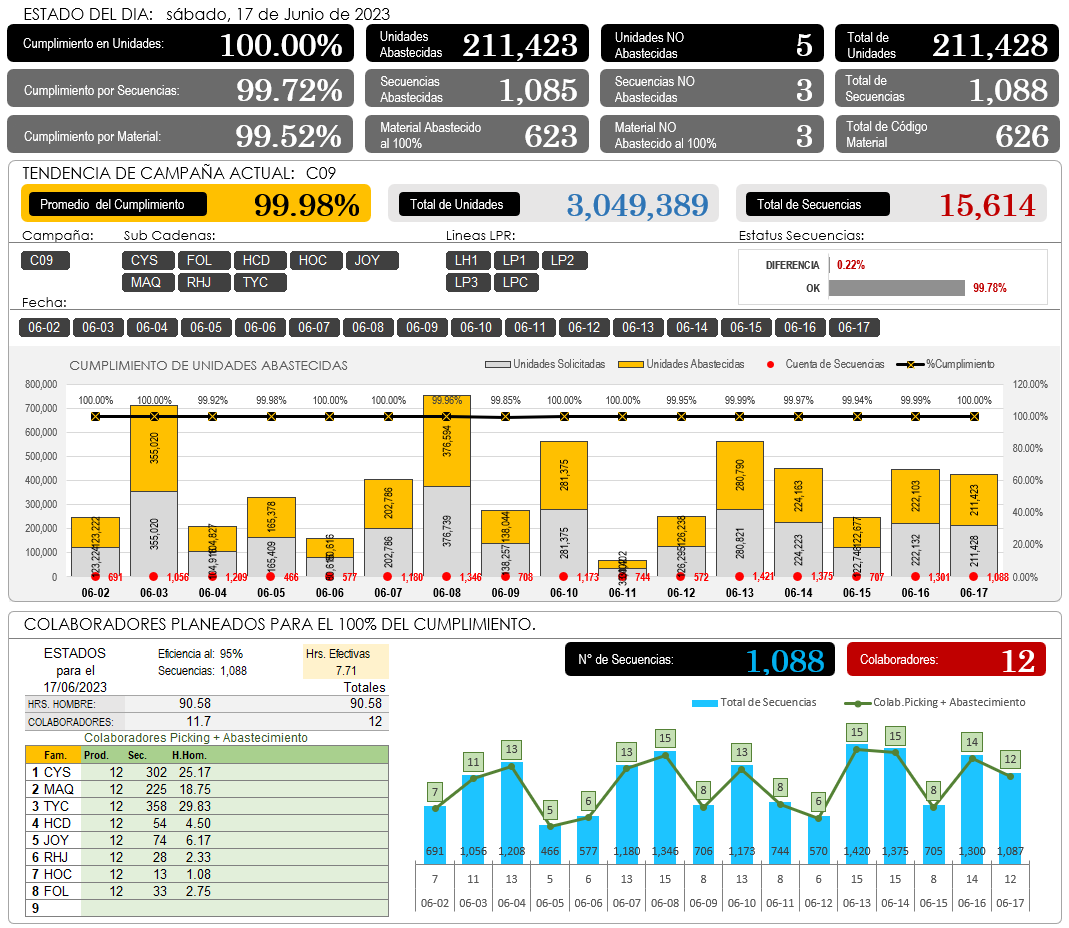 ESTADO DEL DIA: sábado, 17 de Junio de 2023
Cumplimiento en Unidades: 100.00%
Unidades Abastecidas 211,423
Unidades NO Abastecidas 5
Total de Unidades 211,428
Cumplimiento por Secuencias: 99.72%
Secuencias Abastecidas 1,085
Secuencias NO Abastecidas 3
Total de Secuencias 1,088
Cumplimiento por Material: 99.52%
Material Abastecido al 100% 623
Material NO Abastecido al 100% 3
Total de Código Material 626
TENDENCIA DE CAMPAÑA ACTUAL: C09
Promedio del Cumplimiento 99.98%
Total de Unidades 3,049,389
Total de Secuencias 15,614
Campaña: Sub Cadenas: Lineas LPR: Estatus Secuencias:
C09 CYS FOL HCD HOC JOY LH1 LP1 LP2
MAQ RHJ TYC LP3 LPC
DIFERENCIA 0.22%
OK 99.78%
Fecha:
06-02 06-03 06-04 06-05 06-06 06-07 06-08 06-09 06-10 06-11 06-12 06-13 06-14 06-15 06-16 06-17
CUMPLIMIENTO DE UNIDADES ABASTECIDAS
Unidades Solicitadas Unidades Abastecidas Cuenta de Secuencias %Cumplimiento
800,000
700,000
600,000
500,000
400,000
300,000
200,000
100,000
0
120.00%
100.00%
80.00%
60.00%
40.00%
20.00%
0.00%
100.00% 100.00% 99.92% 99.98% 100.00% 100.00% 99.96% 99.85% 100.00% 100.00% 99.95% 99.99% 99.97% 99.94% 99.99% 100.00%
123,222 355,020 104,827 165,378 202,786 376,594 138,044 281,375 126,238 280,790 224,163 122,677 222,103 211,423
123,224 355,020 165,409 202,786 376,739 138,257 281,375 126,295 280,821 224,223 122,748 222,132 211,428
691 1,056 1,209 466 577 1,180 1,346 708 1,173 744 572 1,421 1,375 707 1,301 1,088
06-02 06-03 06-04 06-05 06-06 06-07 06-08 06-09 06-10 06-11 06-12 06-13 06-14 06-15 06-16 06-17
COLABORADORES PLANEADOS PARA EL 100% DEL CUMPLIMIENTO.
ESTADOS para el 17/06/2023
Eficiencia al: 95%
Secuencias: 1,088
Hrs. Efectivas
7.71
Totales
HRS. HOMBRE: 90.58 90.58
COLABORADORES: 11.7 12
Colaboradores Picking + Abastecimiento
Fam. Prod. Sec. H.Hom.
1 CYS 12 302 25.17
2 MAQ 12 225 18.75
3 TYC 12 358 29.83
4 HCD 12 54 4.50
5 JOY 12 74 6.17
6 RHJ 12 28 2.33
7 HOC 12 13 1.08
8 FOL 12 33 2.75
9
N° de Secuencias: 1,088
Colaboradores: 12
Total de Secuencias Colab.Picking + Abastecimiento
7 11 13 5 6 13 15 8 13 8 6 15 15 8 14 12
691 1,056 1,208 466 577 1,180 1,346 706 1,173 744 570 1,420 1,375 705 1,300 1,087
7 11 13 5 6 13 15 8 13 8 6 15 15 8 14 12
06-02 06-03 06-04 06-05 06-06 06-07 06-08 06-09 06-10 06-11 06-12 06-13 06-14 06-15 06-16 06-17